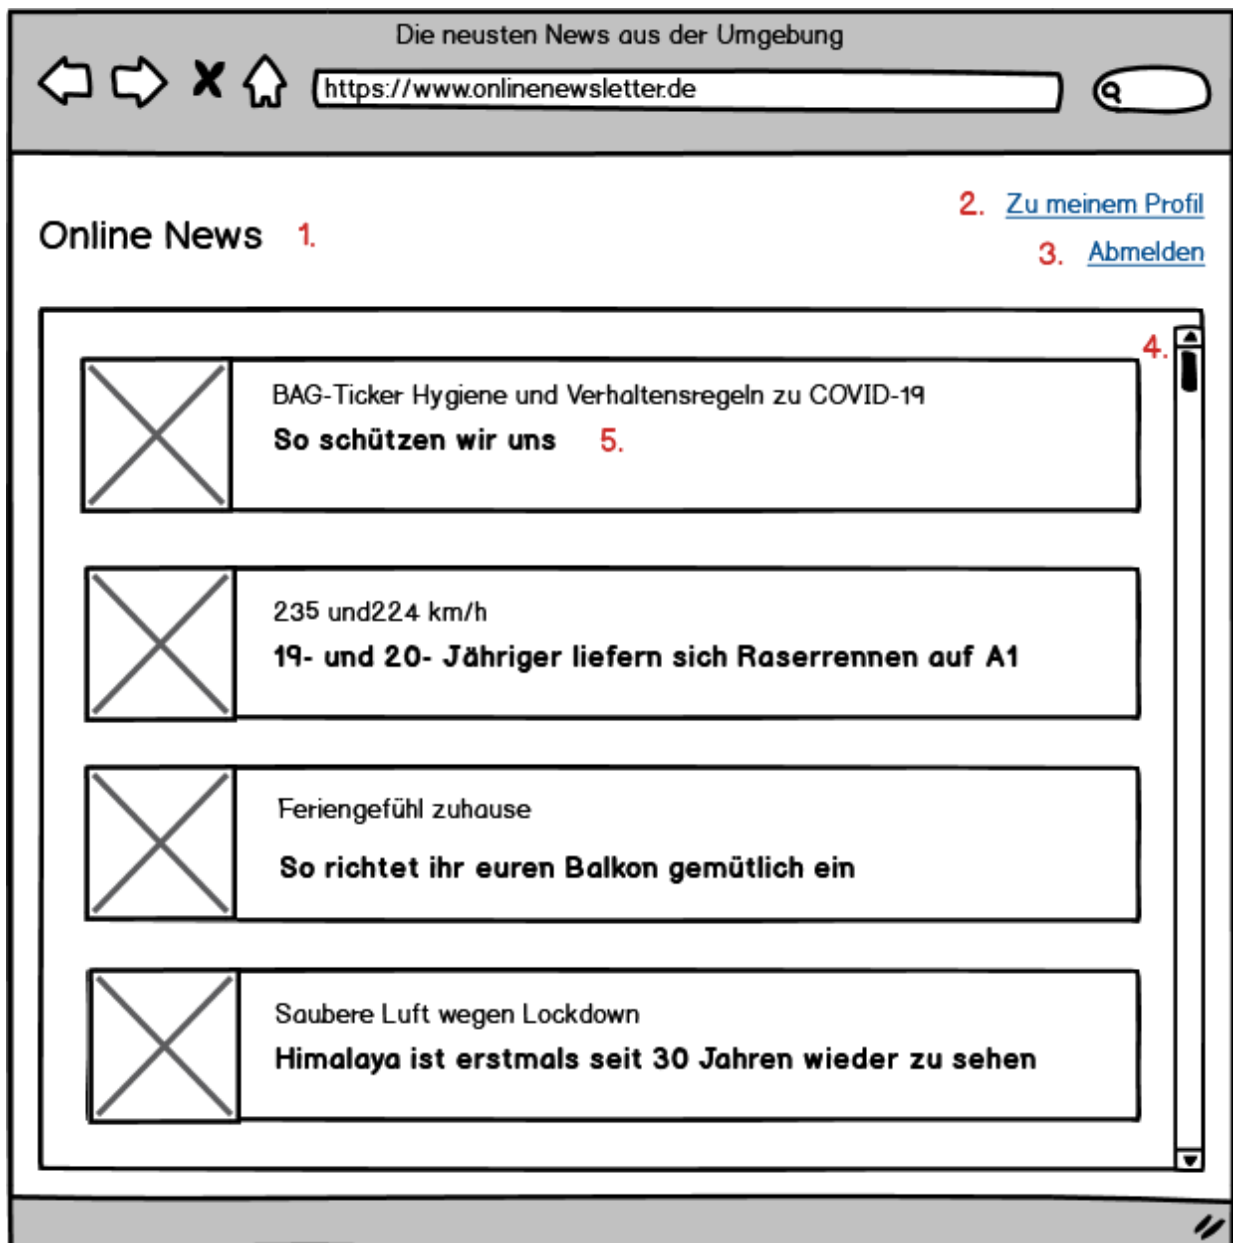 Die neusten News aus der Umgebung
https://www.onlinenewsletter.de
2. Zu meinem Profil
Online News 1.
3. Abmelden
4.
BAG-Ticker Hygiene und Verhaltensregeln zu COVID-19
So schützen wir uns 5.
235 und224 km/h
19- und 20- Jähriger liefern sich Raserrennen auf A1
Feriengefühl zuhause
So richtet ihr euren Balkon gemütlich ein
Saubere Luft wegen Lockdown
Himalaya ist erstmals seit 30 Jahren wieder zu sehen